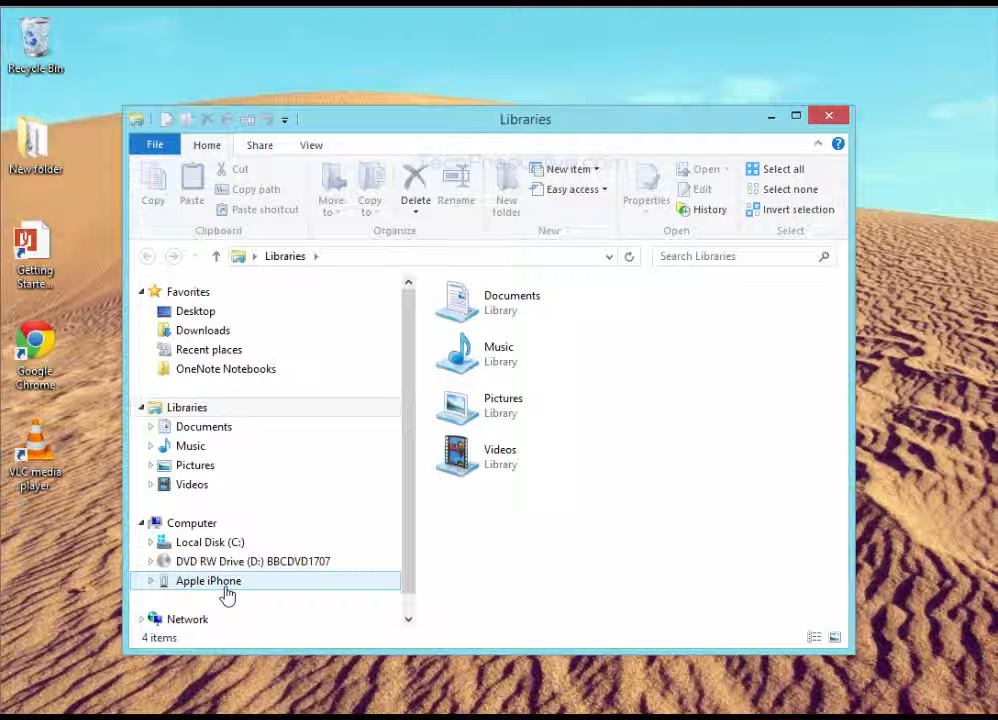 Recycle Bin
New folder
Getting
Starte...
Google
Chrome
VLC media
player
Libraries
File
Home
Share
View
Copy
Paste
Cut
Copy path
Paste shortcut
Clipboard
Move
to
Copy
to
Delete
Rename
Organize
New
folder
New item
Easy access
New
Properties
Open
Edit
History
Open
Select all
Select none
Invert selection
Select
Libraries
Search Libraries
Favorites
Desktop
Downloads
Recent places
OneNote Notebooks
Libraries
Documents
Music
Pictures
Videos
Computer
Local Disk (C:)
DVD RW Drive (D:) BBCDVD1707
Apple iPhone
Network
4 items
Documents
Library
Music
Library
Pictures
Library
Videos
Library